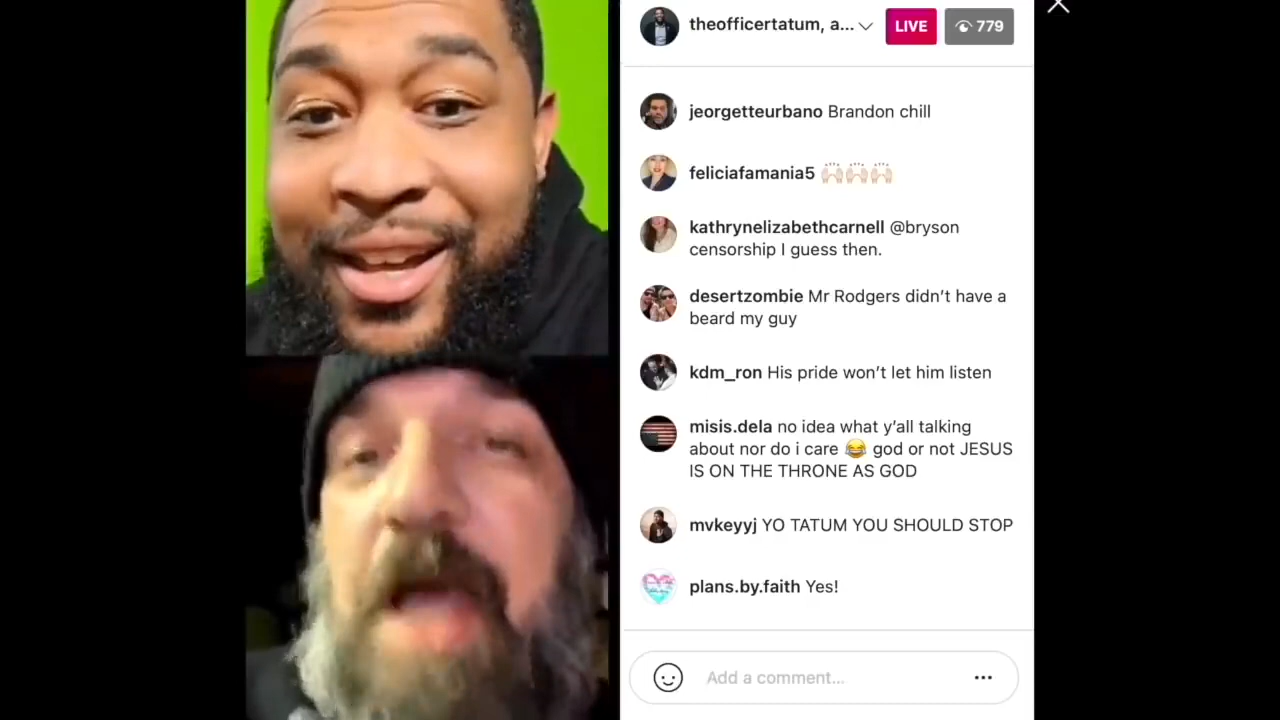 theofficertatum, a...
LIVE
779
jeorgetteurbano Brandon chill
feliciafamania5 🙌🏻🙌🏻🙌🏻
kathrynelizabethcarnell @bryson
censorship I guess then.
desertzombie Mr Rodgers didn’t have a
beard my guy
kdm_ron His pride won’t let him listen
misis.dela no idea what y’all talking
about nor do i care 😂 god or not JESUS
IS ON THE THRONE AS GOD
mvkeyyj YO TATUM YOU SHOULD STOP
plans.by.faith Yes!
Add a comment...